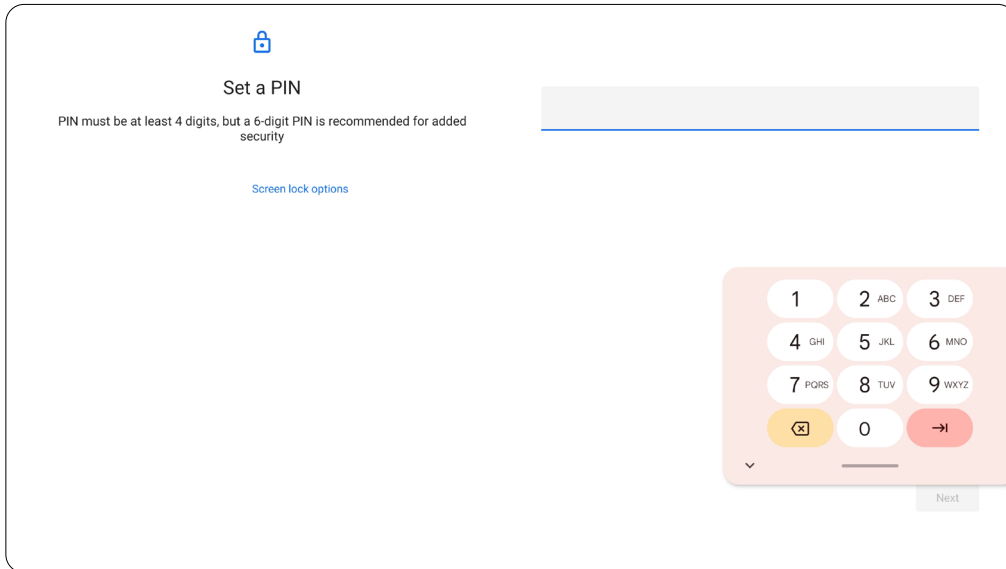 Set a PIN
PIN must be at least 4 digits, but a 6-digit PIN is recommended for added
security
Screen lock options
1 2 ABC 3 DEF
4 GHI 5 JKL 6 MNO
7 PQRS 8 TUV 9 WXYZ
0
Next